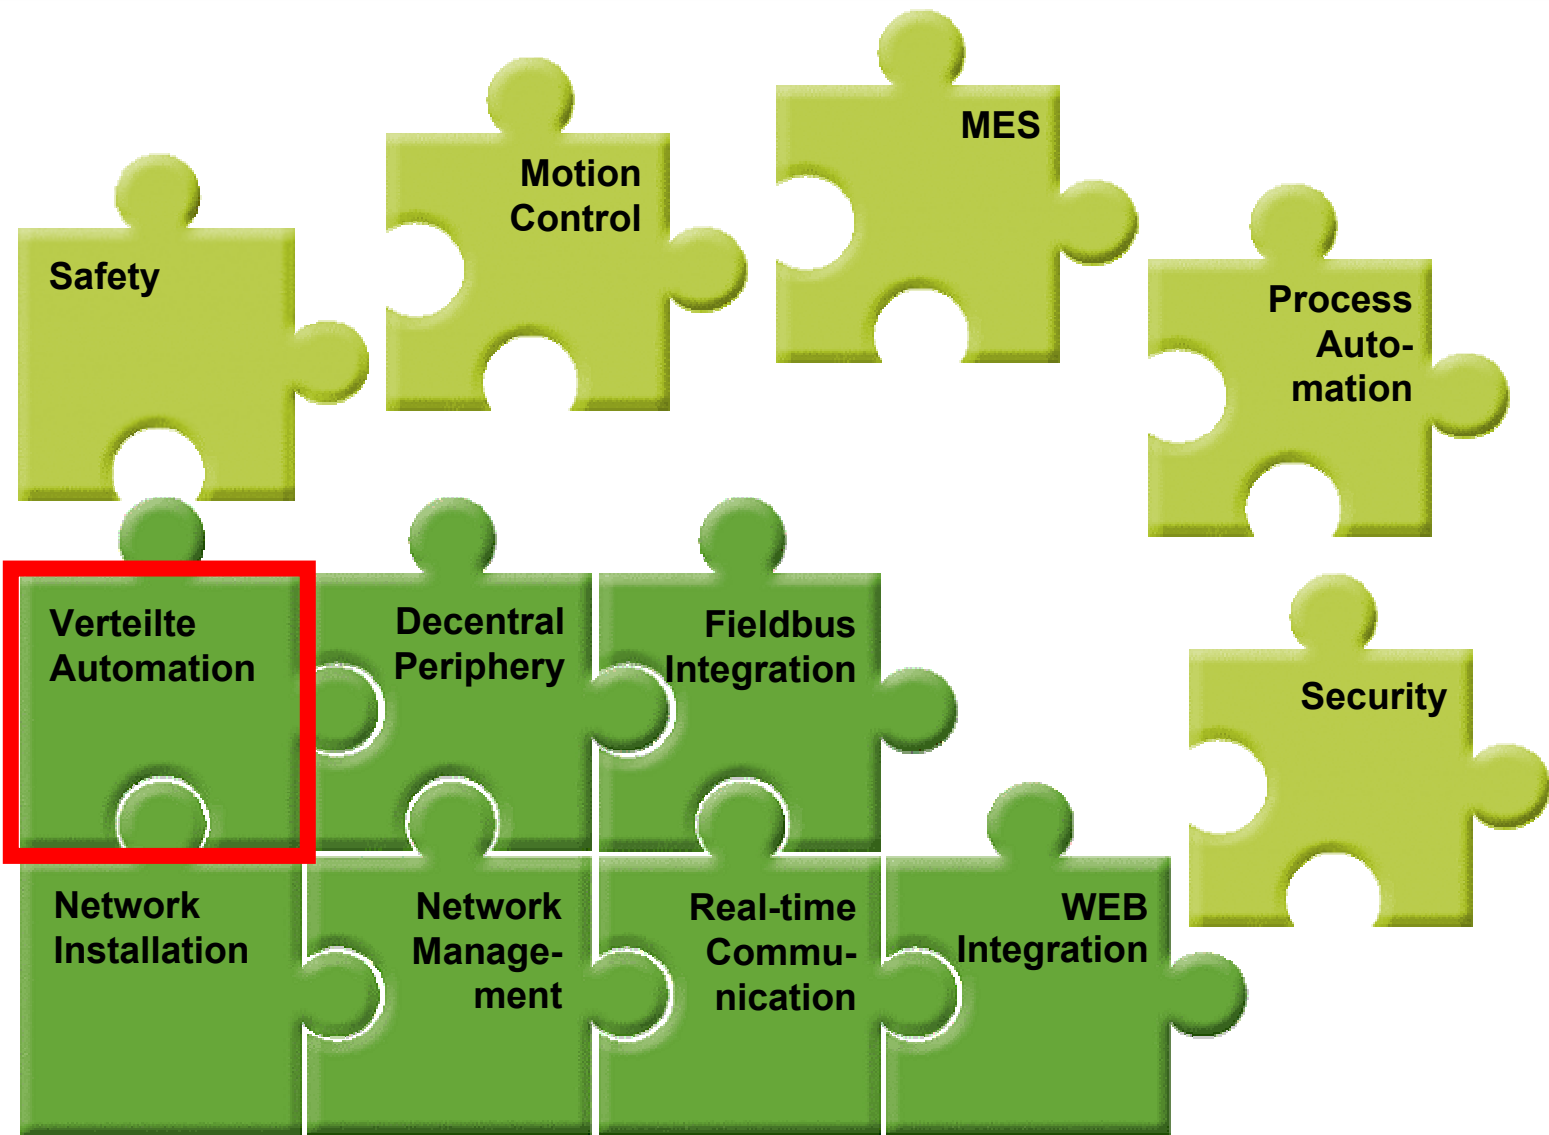 MES
Motion
Control
Safety
Process
Auto-
mation
Verteilte
Automation
Decentral
Periphery
Fieldbus
Integration
Security
Network
Installation
Network
Manage-
ment
Real-time
Commu-
nication
WEB
Integration